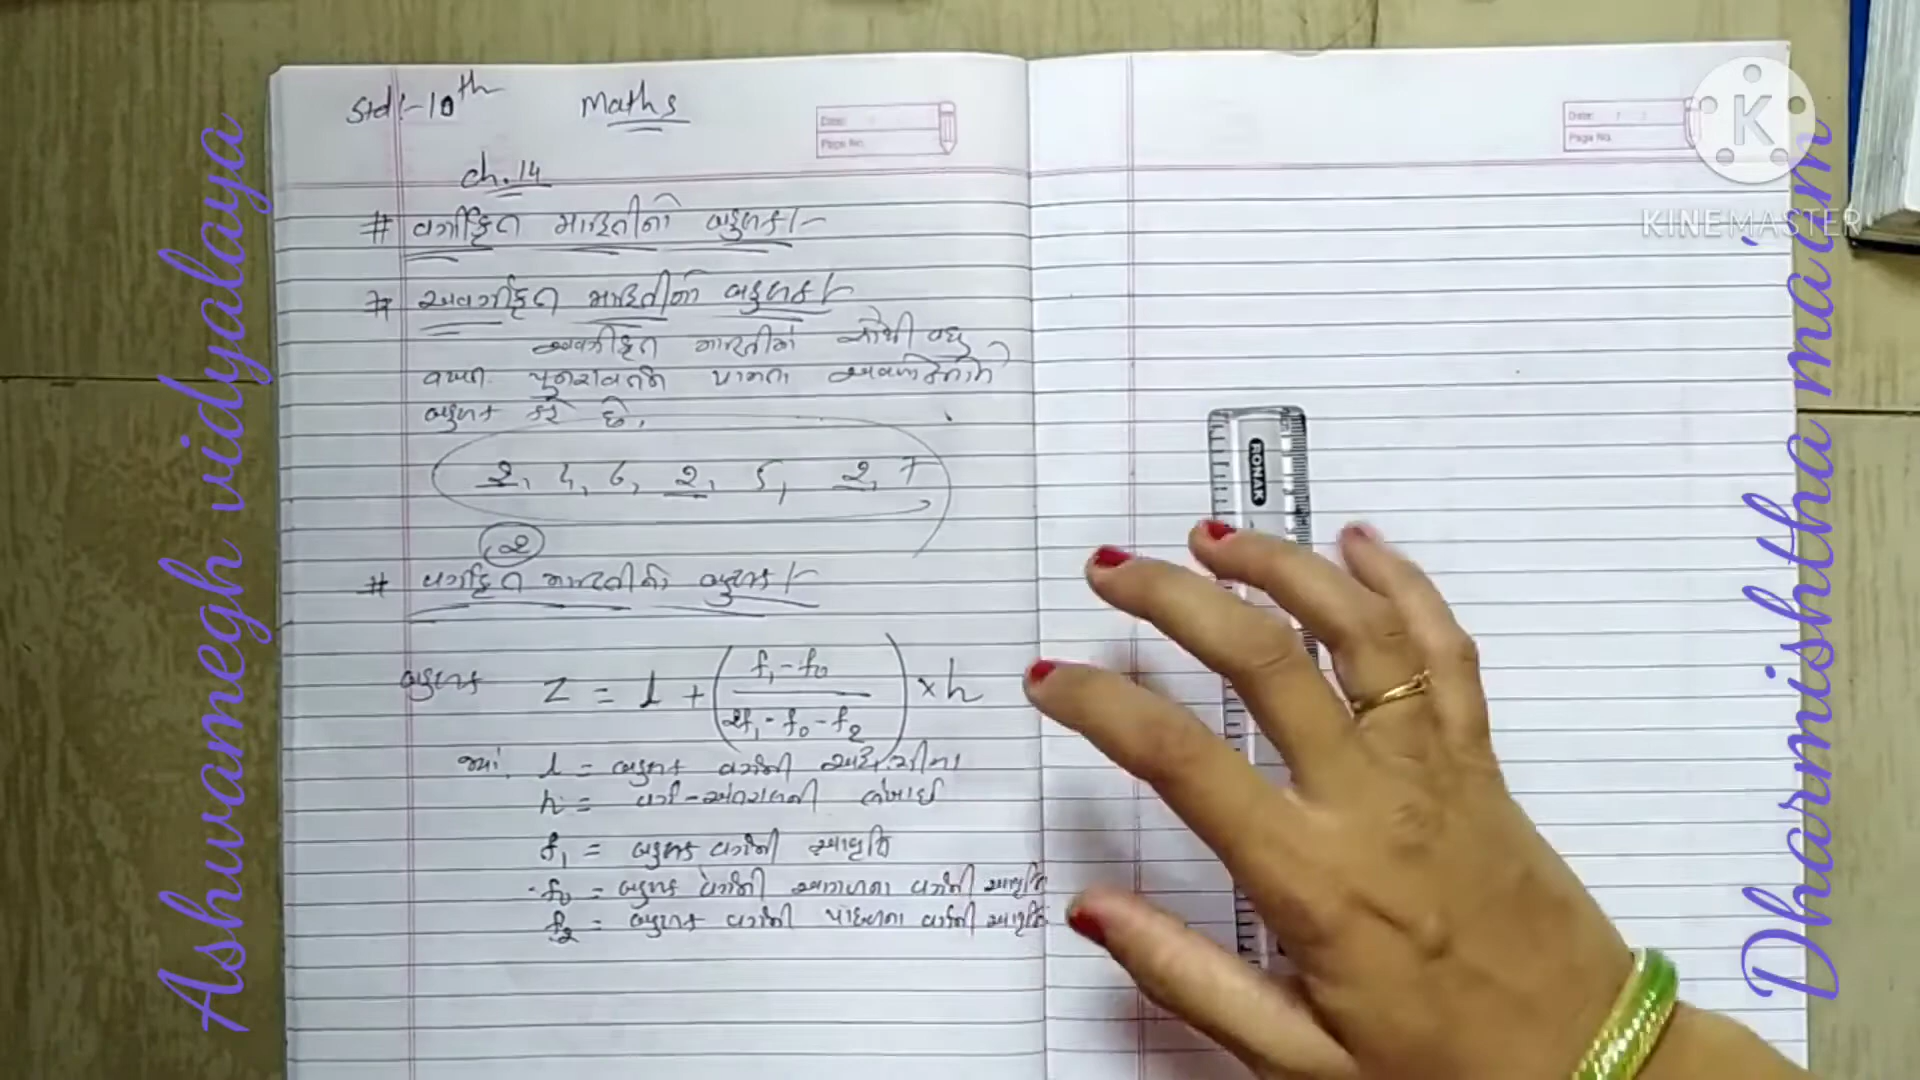 Std:- 10th Maths
Date:
Page No.
ch. 14
# વર્ગીકૃત માહિતીનો બહુલક :-
# અવર્ગીકૃત માહિતીનો બહુલક :-
અવર્ગીકૃત માહિતીમાં સૌથી વધુ
વખત પુનરાવર્તન પામતા અવલોકનને
બહુલક કહે છે.
2, 4, 6, 2, 5, 2, 7
2
# વર્ગીકૃત માહિતીનો બહુલક :-
બહુલક Z = l + ( f₁ - f₀ / 2f₁ - f₀ - f₂ ) × h
જ્યાં. l = બહુલક વર્ગની અધઃસીમા
h = વર્ગ-અંતરાલની લંબાઈ
f₁ = બહુલક વર્ગની આવૃત્તિ
f₀ = બહુલક વર્ગની આગળના વર્ગની આવૃત્તિ
f₂ = બહુલક વર્ગની પાછળના વર્ગની આવૃત્તિ
Date:
Page No.
RONAK
K
KINEMASTER
Ashwamegh vidyalaya
Dharmishtha ma'am